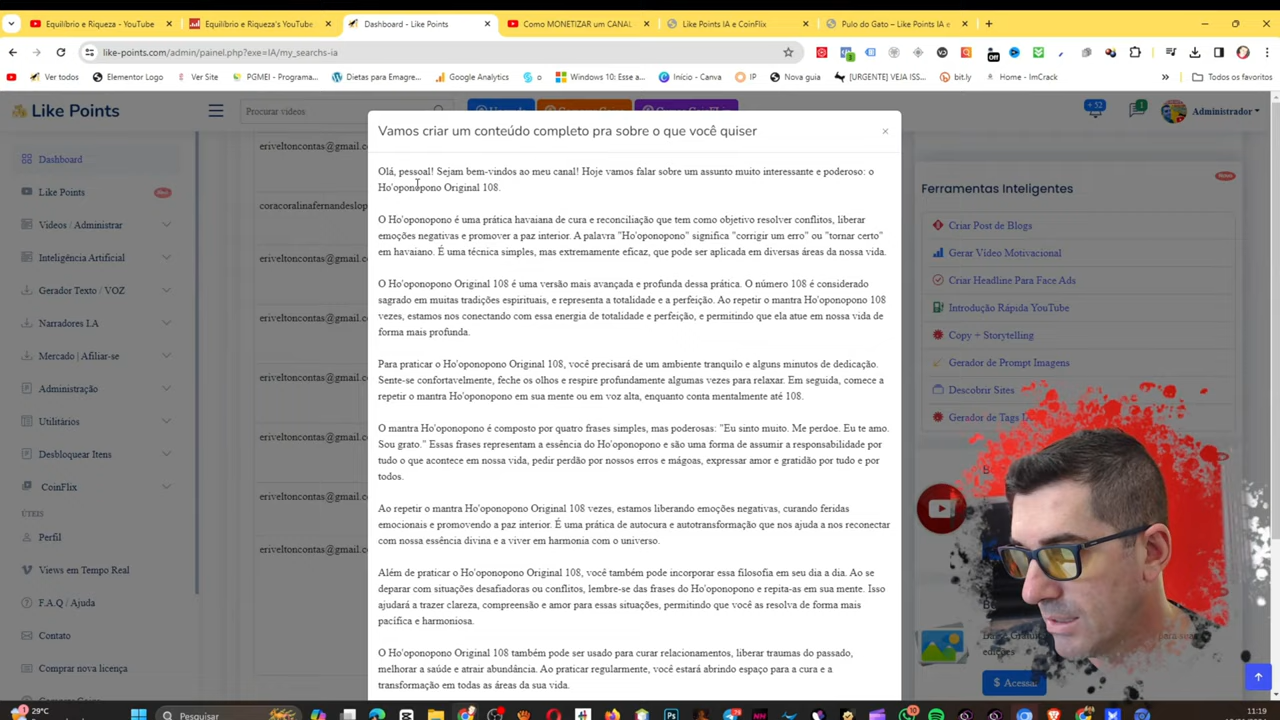 Equilíbrio e Riqueza - YouTube
Equilíbrio e Riqueza's YouTube
Dashboard - Like Points
Como MONETIZAR um CANAL
Like Points IA e CoinFlix
Pulo do Gato – Like Points IA e
like-points.com/admin/painel.php?exe=IA/my_searchs-ia
Off
Ver todos
Elementor Logo
Ver Site
PGMEI - Programa...
Dietas para Emagre...
Google Analytics
o
Windows 10: Esse a...
Início - Canva
IP
Nova guia
[URGENTE] VEJA ISS...
bit.ly
Home - ImCrack
Todos os favoritos
Like Points
Procurar vídeos
+ 52
1
Administrador
Vamos criar um conteúdo completo pra sobre o que você quiser
×
Dashboard
Like Points
Vídeos / Administrar
Inteligência Artificial
Gerador Texto / VOZ
Narradores I.A
Mercado | Afiliar-se
Administração
Utilitários
Desbloquear Itens
CoinFlix
ÚTEIS
Perfil
Views em Tempo Real
F.A.Q / Ajuda
Contato
Comprar nova licença
eriveltoncontas@gmail.co
coracoralinafernandeslop
eriveltoncontas@gmail.c
eriveltoncontas@gmail.c
eriveltoncontas@gmail.c
eriveltoncontas@gmail.c
eriveltoncontas@gmail.c
eriveltoncontas@gmail.c
Olá, pessoal! Sejam bem-vindos ao meu canal! Hoje vamos falar sobre um assunto muito interessante e poderoso: o
Ho'oponopono Original 108.
O Ho'oponopono é uma prática havaiana de cura e reconciliação que tem como objetivo resolver conflitos, liberar
emoções negativas e promover a paz interior. A palavra "Ho'oponopono" significa "corrigir um erro" ou "tornar certo"
em havaiano. É uma técnica simples, mas extremamente eficaz, que pode ser aplicada em diversas áreas da nossa vida.
O Ho'oponopono Original 108 é uma versão mais avançada e profunda dessa prática. O número 108 é considerado
sagrado em muitas tradições espirituais, e representa a totalidade e a perfeição. Ao repetir o mantra Ho'oponopono 108
vezes, estamos nos conectando com essa energia de totalidade e perfeição, e permitindo que ela atue em nossa vida de
forma mais profunda.
Para praticar o Ho'oponopono Original 108, você precisará de um ambiente tranquilo e alguns minutos de dedicação.
Sente-se confortavelmente, feche os olhos e respire profundamente algumas vezes para relaxar. Em seguida, comece a
repetir o mantra Ho'oponopono em sua mente ou em voz alta, enquanto conta mentalmente até 108.
O mantra Ho'oponopono é composto por quatro frases simples, mas poderosas: "Eu sinto muito. Me perdoe. Eu te amo.
Sou grato." Essas frases representam a essência do Ho'oponopono e são uma forma de assumir a responsabilidade por
tudo o que acontece em nossa vida, pedir perdão por nossos erros e mágoas, expressar amor e gratidão por tudo e por
todos.
Ao repetir o mantra Ho'oponopono Original 108 vezes, estamos liberando emoções negativas, curando feridas
emocionais e promovendo a paz interior. É uma prática de autocura e autotransformação que nos ajuda a nos reconectar
com nossa essência divina e a viver em harmonia com o universo.
Além de praticar o Ho'oponopono Original 108, você também pode incorporar essa filosofia em seu dia a dia. Ao se
deparar com situações desafiadoras ou conflitos, lembre-se das frases do Ho'oponopono e repita-as em sua mente. Isso
ajudará a trazer clareza, compreensão e amor para essas situações, permitindo que você as resolva de forma mais
pacífica e harmoniosa.
O Ho'oponopono Original 108 também pode ser usado para curar relacionamentos, liberar traumas do passado,
melhorar a saúde e atrair abundância. Ao praticar regularmente, você estará abrindo espaço para a cura e a
transformação em todas as áreas da sua vida.
Ferramentas Inteligentes
Criar Post de Blogs
Gerar Vídeo Motivacional
Criar Headline Para Face Ads
Introdução Rápida YouTube
Copy + Storytelling
Gerador de Prompt Imagens
Descobrir Sites
Gerador de Tags IA
$ Acessar
29°C
Pesquisar
10
11:19